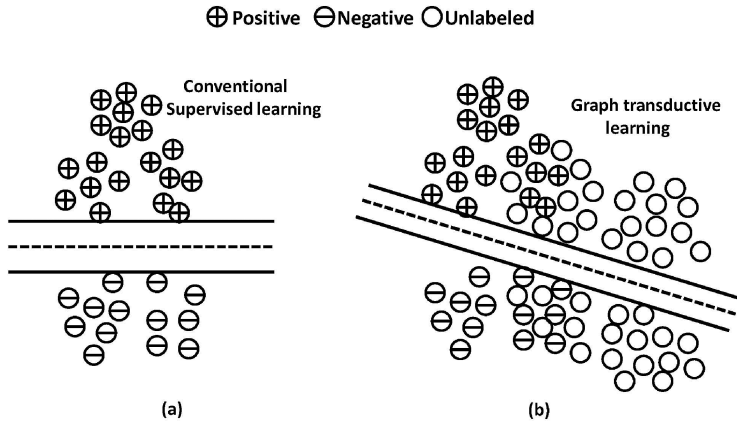 Positive Negative Unlabeled
Conventional
Supervised learning
Graph transductive
learning
(a)
(b)